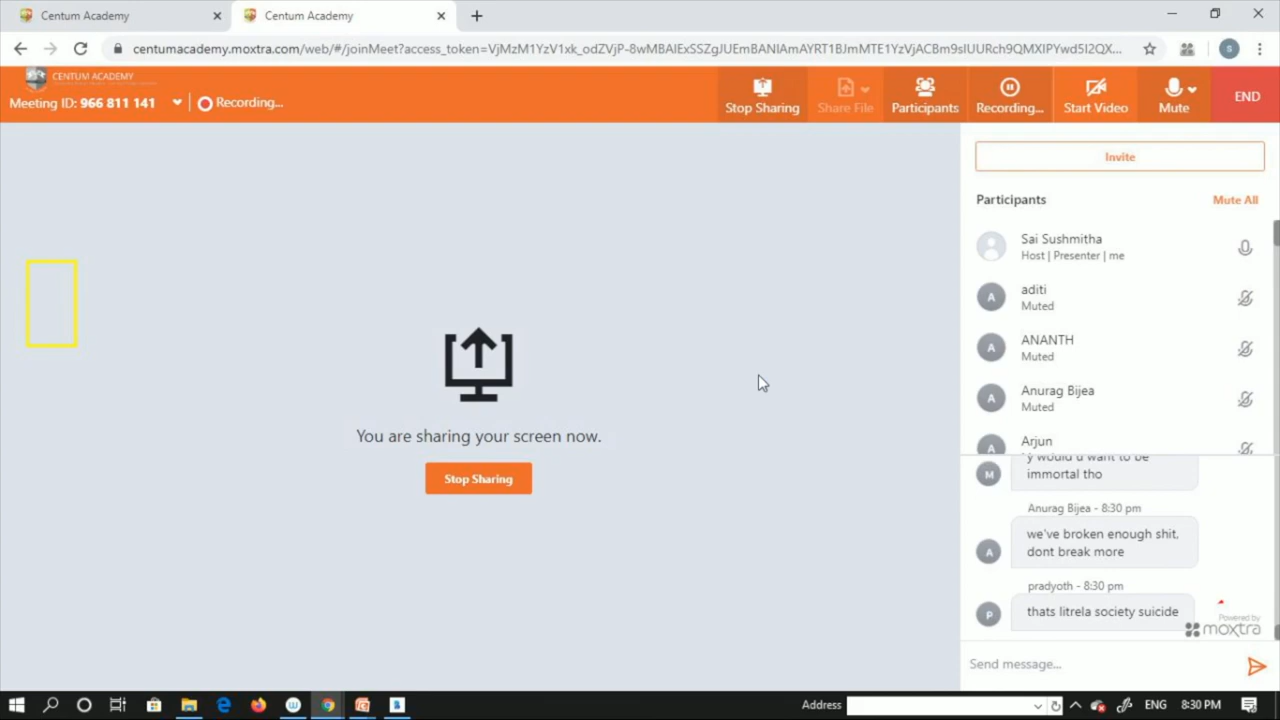 Centum Academy
Centum Academy
centumacademy.moxtra.com/web/#/joinMeet?access_token=
CENTUM ACADEMY
Meeting ID: 966 811 141
Recording...
Stop Sharing
Share File
Participants
Recording...
Start Video
Mute
END
Invite
Participants
Mute All
Sai Sushmitha
Host | Presenter | me
A
aditi
Muted
A
ANANTH
Muted
A
Anurag Bijea
Muted
A
Arjun
You are sharing your screen now.
Stop Sharing
y would u want to be
M
immortal tho
Anurag Bijea - 8:30 pm
we've broken enough shit,
A
dont break more
pradyoth - 8:30 pm
P
thats litrela society suicide
Powered by
moxtra
Send message...
S
Address
ENG
8:30 PM